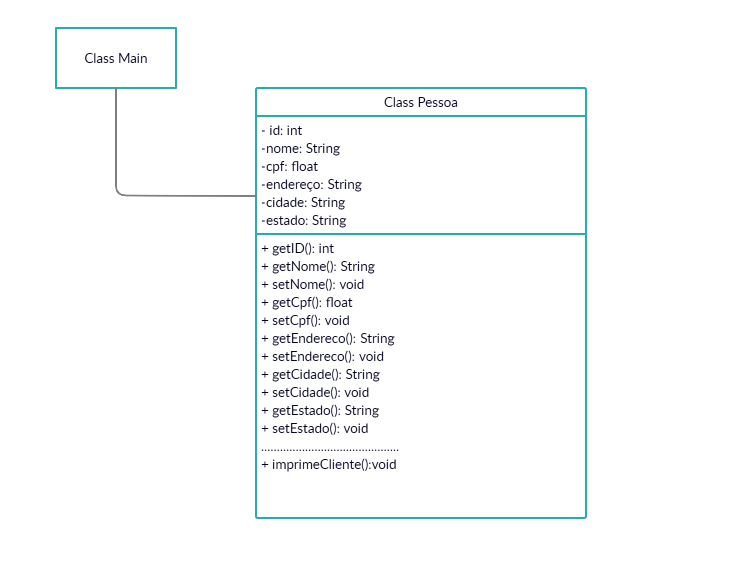 Class Main
Class Pessoa
- id: int
-nome: String
-cpf: float
-endereço: String
-cidade: String
-estado: String
+ getID(): int
+ getNome(): String
+ setNome(): void
+ getCpf(): float
+ setCpf(): void
+ getEndereco(): String
+ setEndereco(): void
+ getCidade(): String
+ setCidade(): void
+ getEstado(): String
+ setEstado(): void
............................................
+ imprimeCliente():void